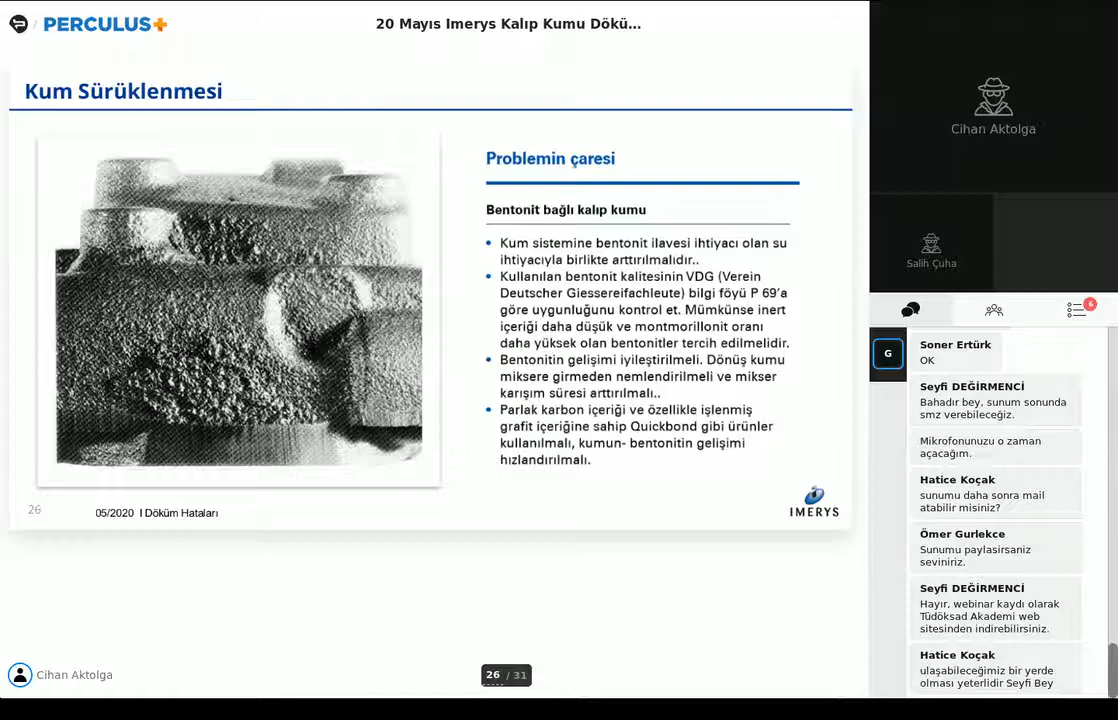 PERCULUS+
20 Mayıs Imerys Kalıp Kumu Dökü...
Kum Sürüklenmesi
Problemin çaresi
Bentonit bağlı kalıp kumu
• Kum sistemine bentonit ilavesi ihtiyacı olan su
ihtiyacıyla birlikte arttırılmalıdır..
• Kullanılan bentonit kalitesinin VDG (Verein
Deutscher Giessereifachleute) bilgi föyü P 69'a
göre uygunluğunu kontrol et. Mümkünse inert
içeriği daha düşük ve montmorillonit oranı
daha yüksek olan bentonitler tercih edilmelidir.
• Bentonitin gelişimi iyileştirilmeli. Dönüş kumu
miksere girmeden nemlendirilmeli ve mikser
karışım süresi arttırılmalı..
• Parlak karbon içeriği ve özellikle işlenmiş
grafit içeriğine sahip Quickbond gibi ürünler
kullanılmalı, kumun- bentonitin gelişimi
hızlandırılmalı.
26
05/2020 I Döküm Hataları
IMERYS
Cihan Aktolga
26 / 31
Cihan Aktolga
Salih Çuha
6
G
Soner Ertürk
OK
Seyfi DEĞİRMENCİ
Bahadır bey, sunum sonunda
smz verebileceğiz.
Mikrofonunuzu o zaman
açacağım.
Hatice Koçak
sunumu daha sonra mail
atabilir misiniz?
Ömer Gurlekce
Sunumu paylasirsaniz
seviniriz.
Seyfi DEĞİRMENCİ
Hayır, webinar kaydı olarak
Tüdöksad Akademi web
sitesinden indirebilirsiniz.
Hatice Koçak
ulaşabileceğimiz bir yerde
olması yeterlidir Seyfi Bey